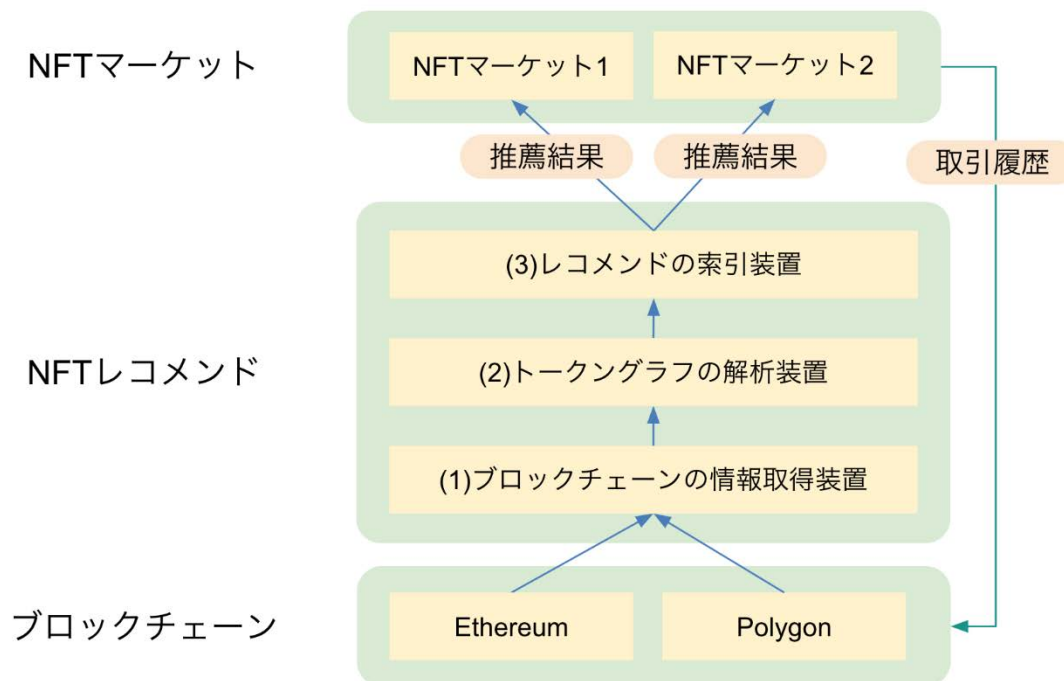 NFTマーケット
NFTマーケット1
NFTマーケット2
推薦結果
推薦結果
取引履歴
(3)レコメンドの索引装置
NFTレコメンド
(2)トークングラフの解析装置
(1)ブロックチェーンの情報取得装置
ブロックチェーン
Ethereum
Polygon